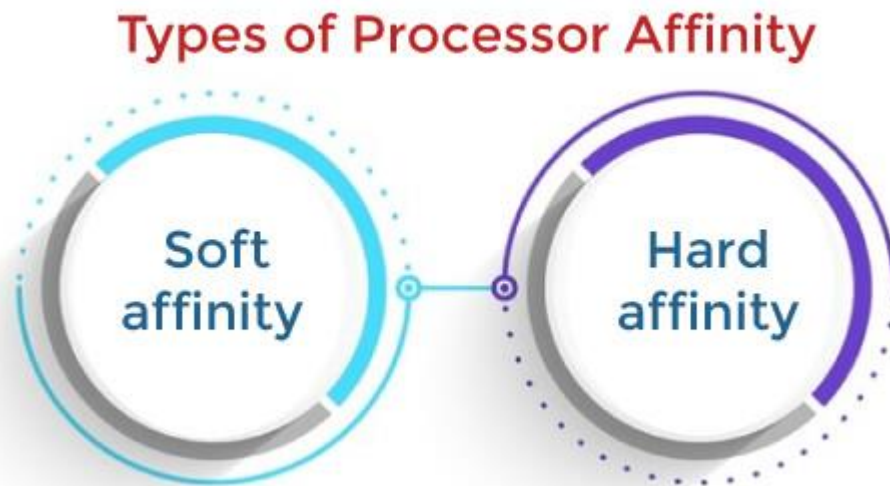 Types of Processor Affinity
Soft
affinity
Hard
affinity